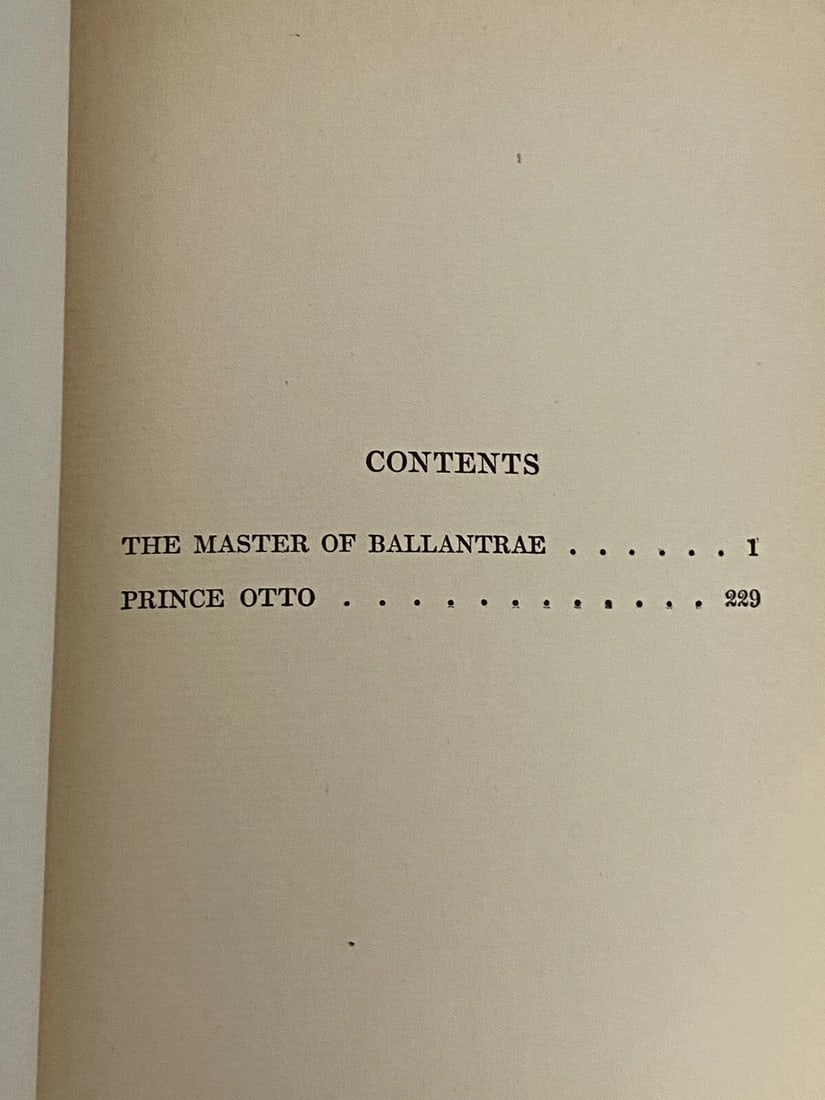 CONTENTS
THE MASTER OF BALLANTRAE . . . . . . 1
PRINCE OTTO . . . . . . . . . . . . 229